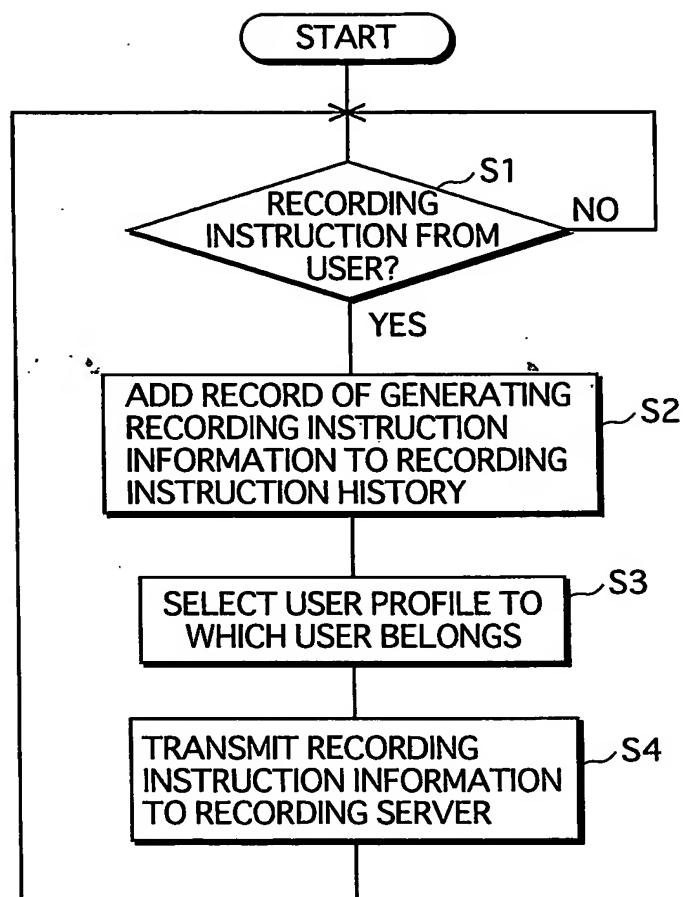 START
S1
RECORDING
INSTRUCTION FROM
USER?
NO
YES
ADD RECORD OF GENERATING
RECORDING INSTRUCTION
INFORMATION TO RECORDING
INSTRUCTION HISTORY
S2
SELECT USER PROFILE TO
WHICH USER BELONGS
S3
TRANSMIT RECORDING
INSTRUCTION INFORMATION
TO RECORDING SERVER
S4